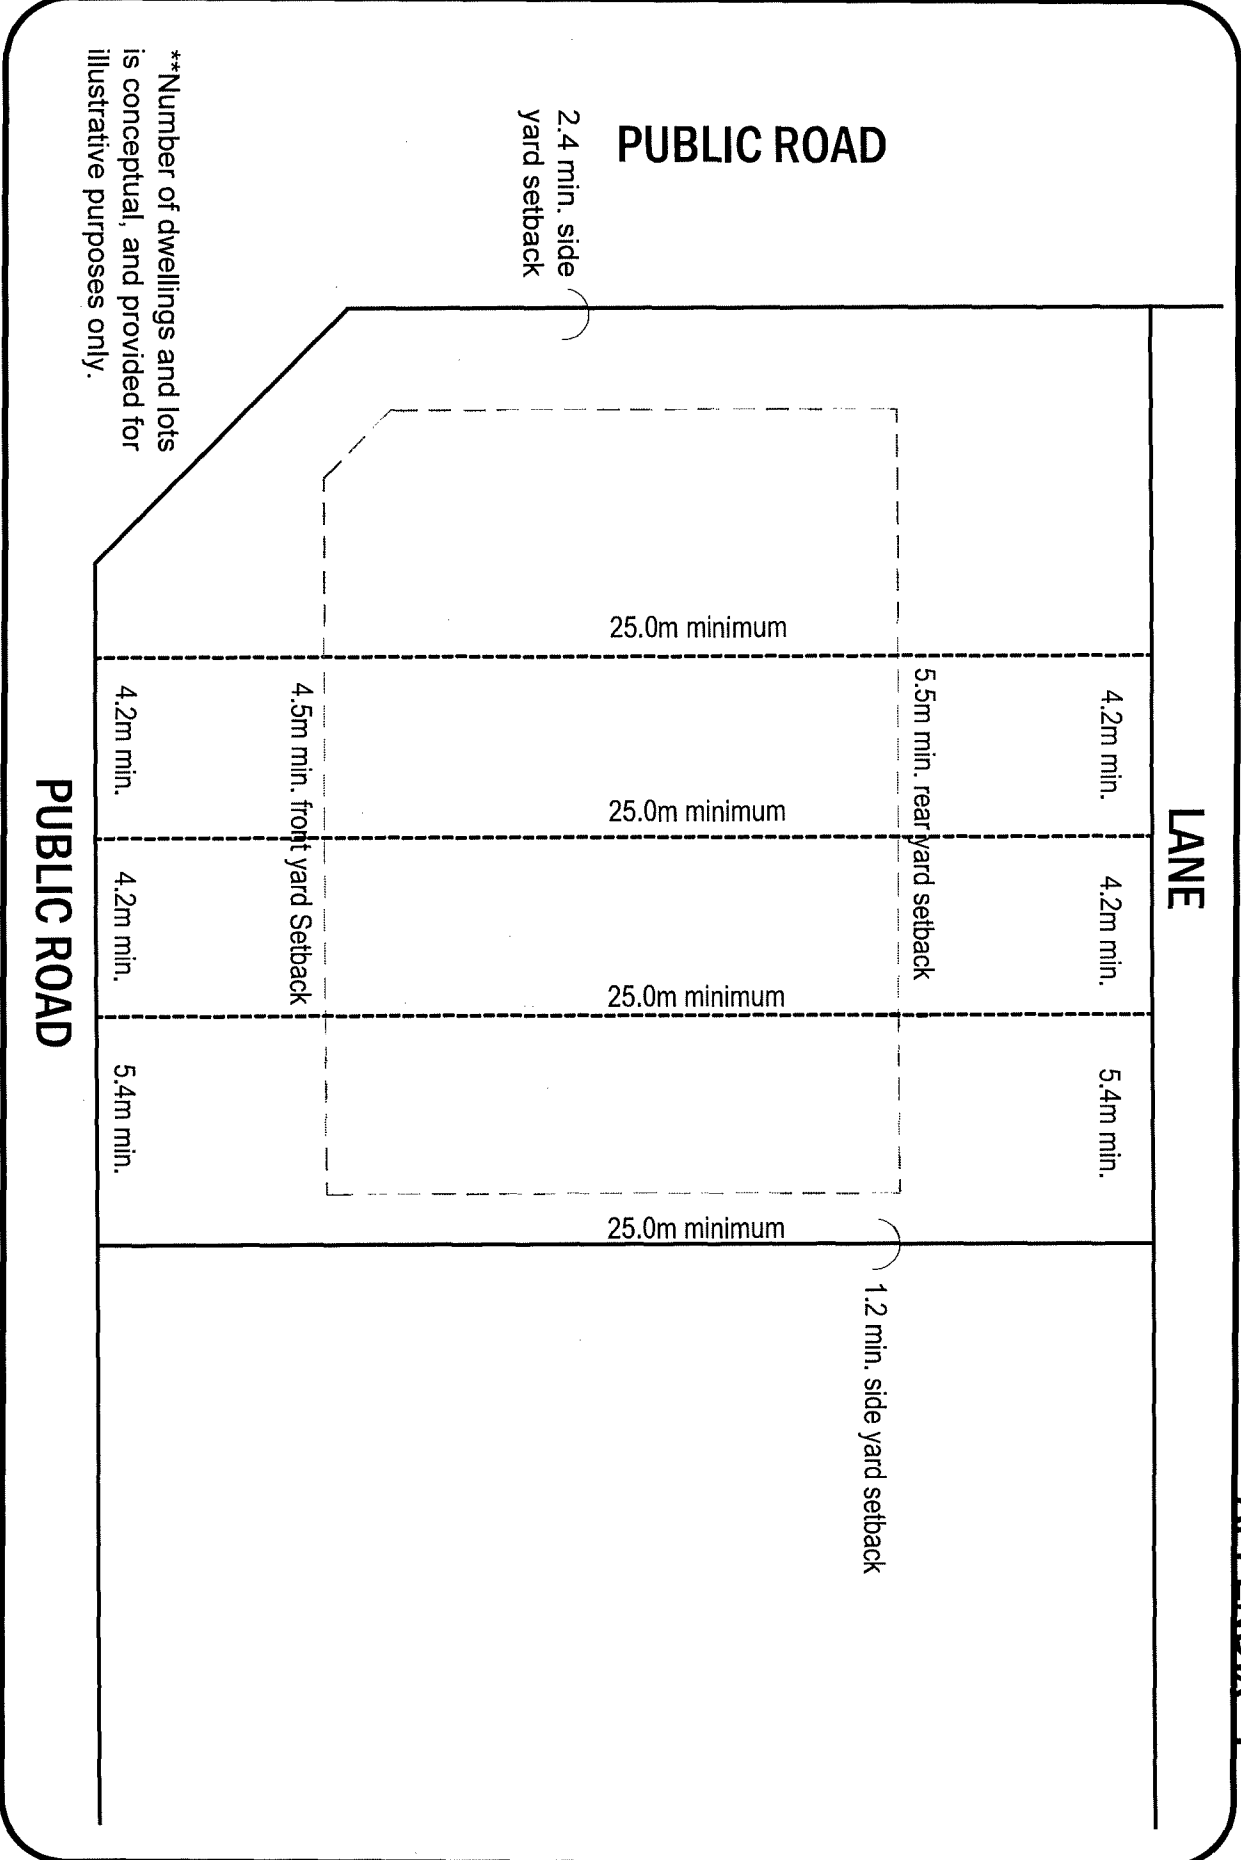 PUBLIC ROAD
2.4 min. side
yard setback
**Number of dwellings and lots
is conceptual, and provided for
illustrative purposes only.
25.0m minimum
4.2m min.
4.5m min. front yard Setback
5.5m min. rear yard setback
4.2m min.
25.0m minimum
LANE
PUBLIC ROAD
4.2m min.
4.2m min.
25.0m minimum
5.4m min.
5.4m min.
25.0m minimum
1.2 min. side yard setback